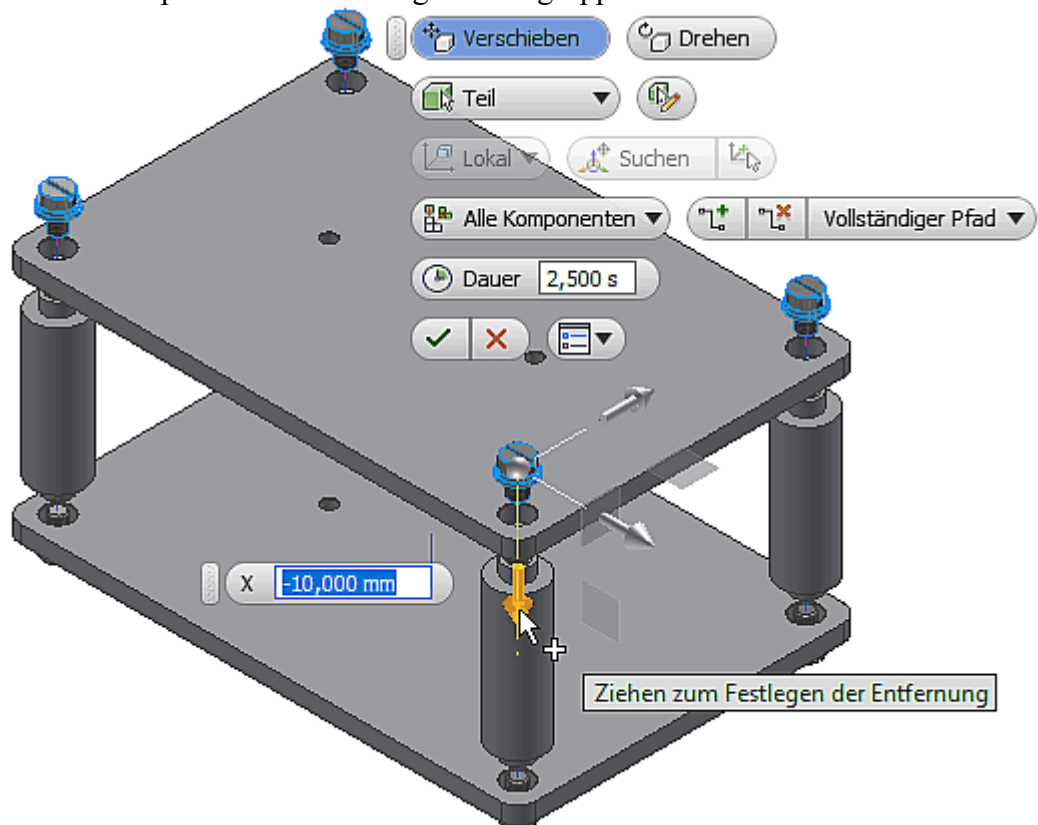 Verschieben Drehen
Teil
Lokal Suchen
Alle Komponenten Vollständiger Pfad
Dauer 2,500 s
X -10,000 mm
Ziehen zum Festlegen der Entfernung